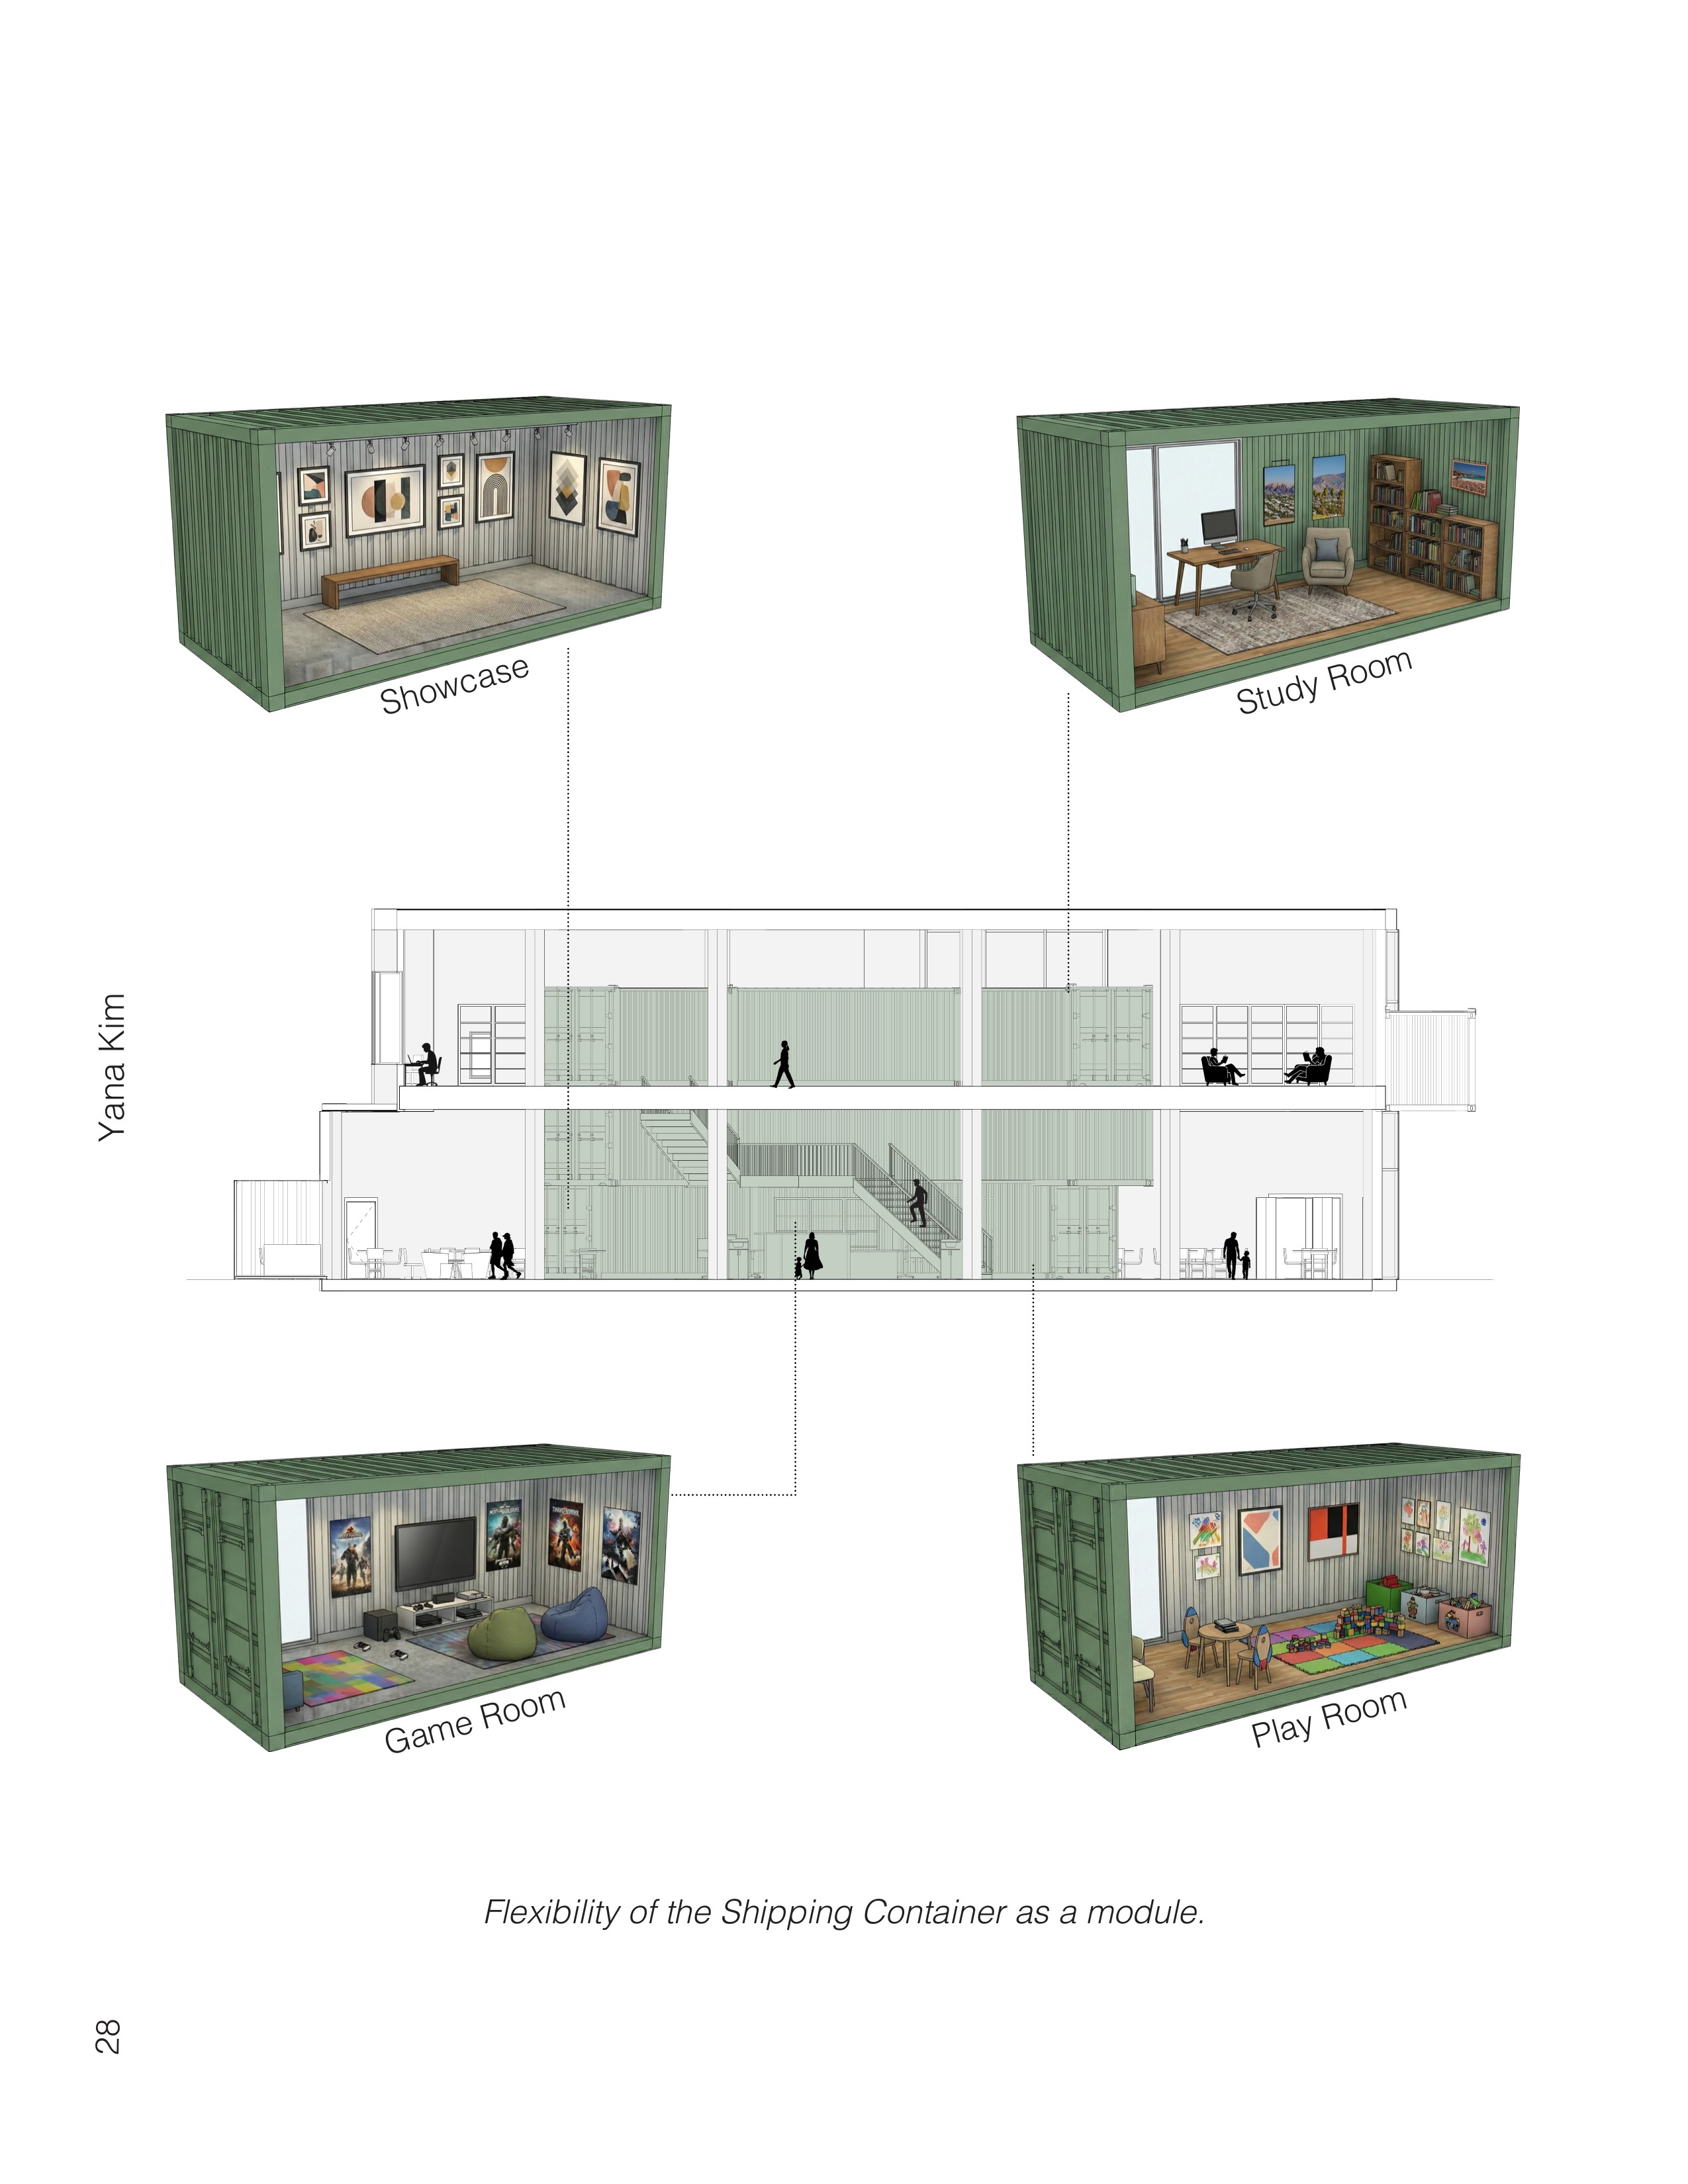 Showcase
Study Room
Yana Kim
Game Room
Play Room
Flexibility of the Shipping Container as a module.
28